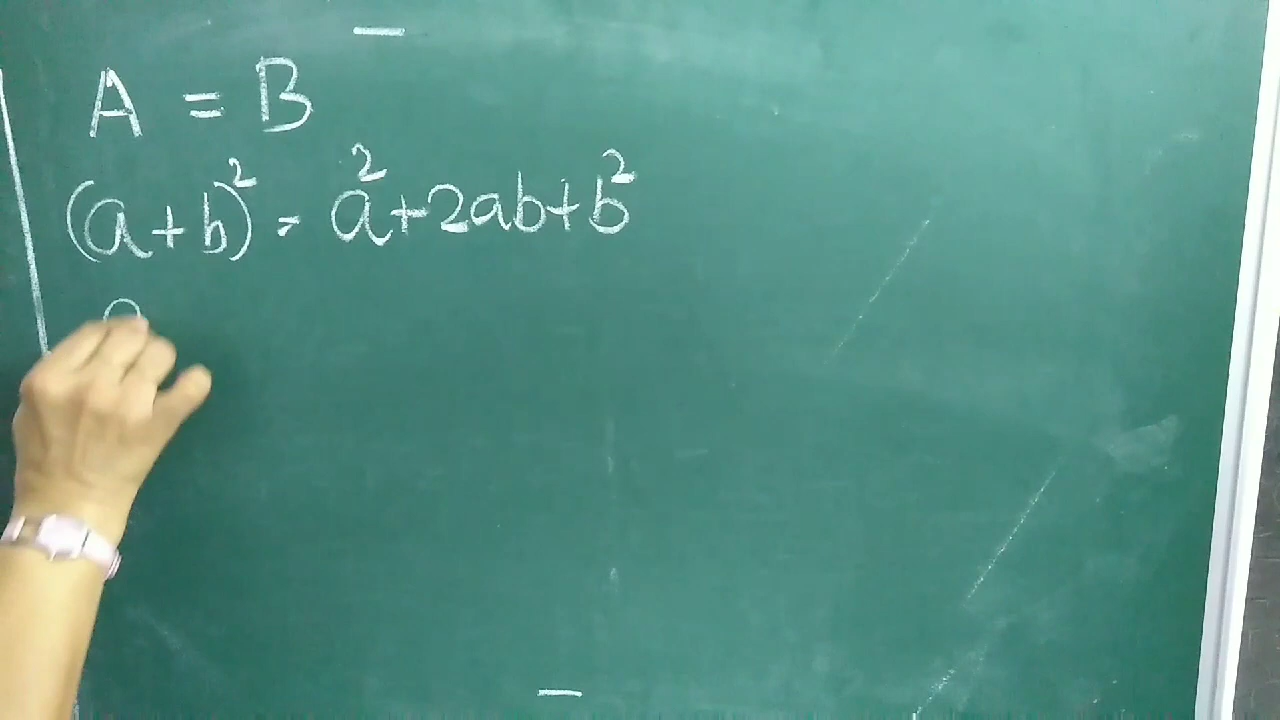 A = B
(a+b)² = a²+2ab+b²